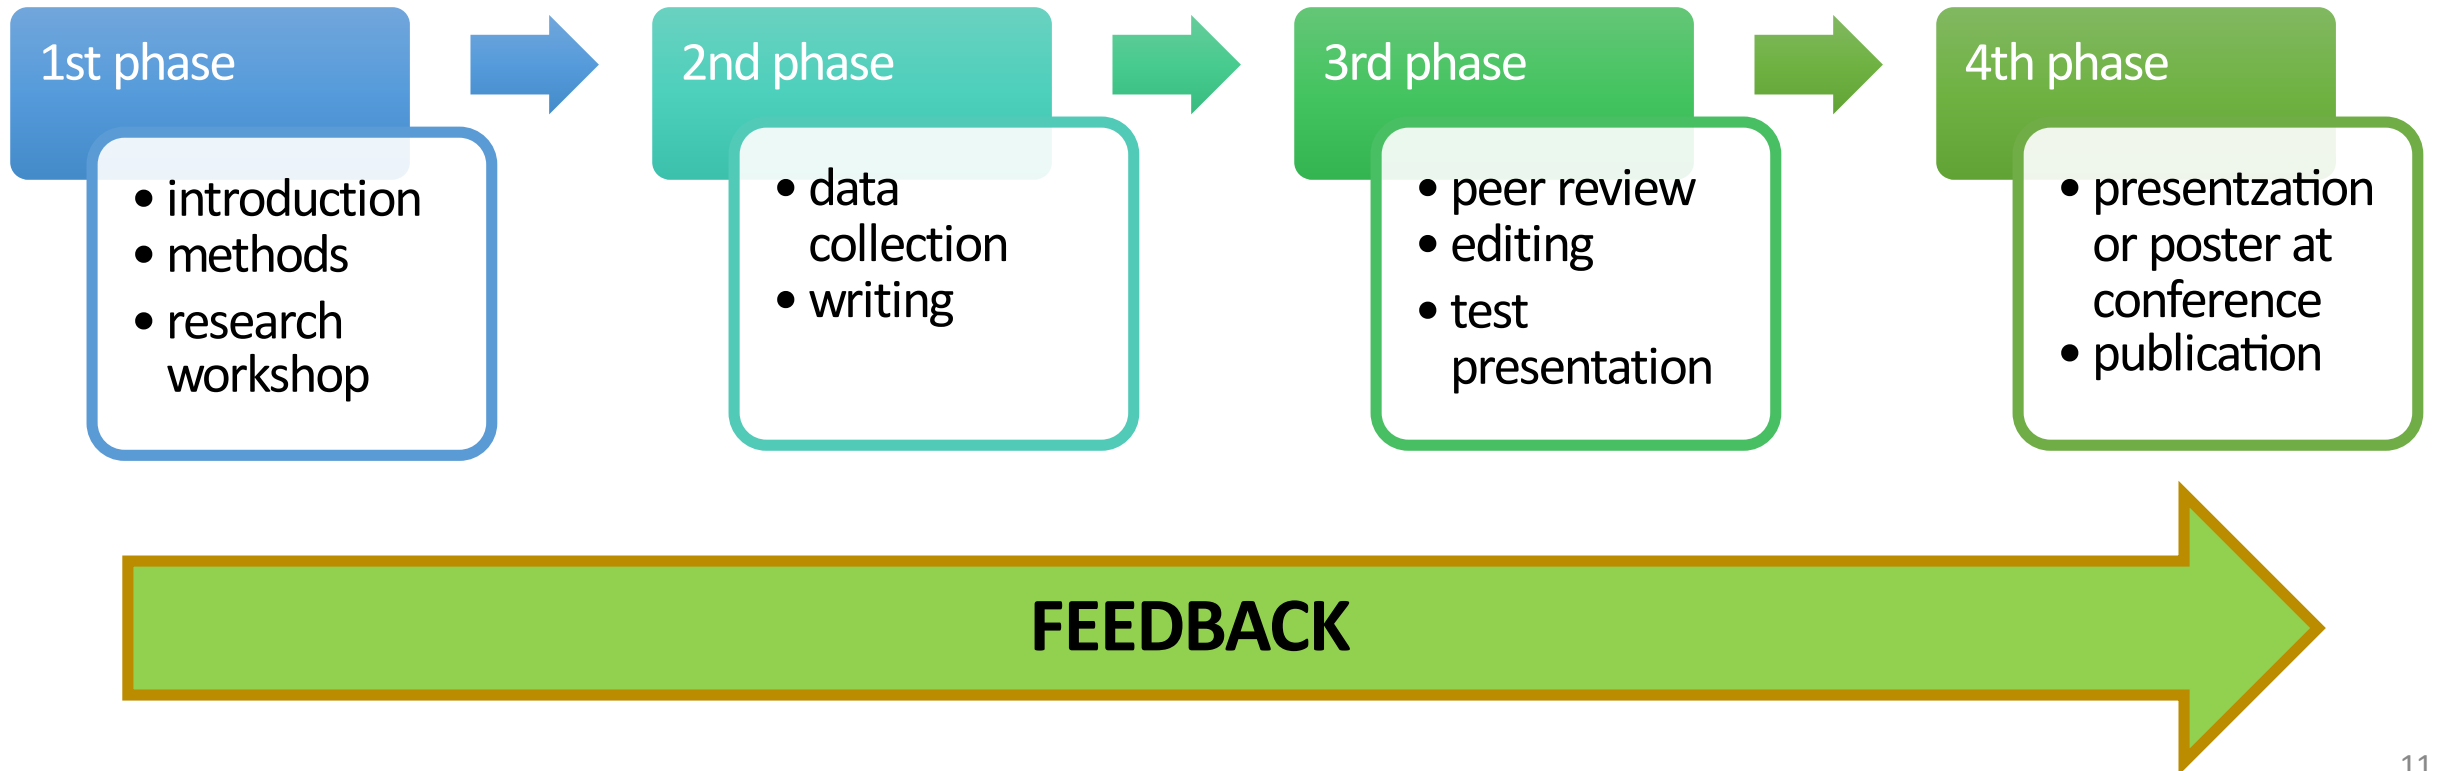 1st phase
• introduction
• methods
• research
workshop
2nd phase
• data
collection
• writing
3rd phase
• peer review
• editing
• test
presentation
4th phase
• presentzation
or poster at
conference
• publication
FEEDBACK
11